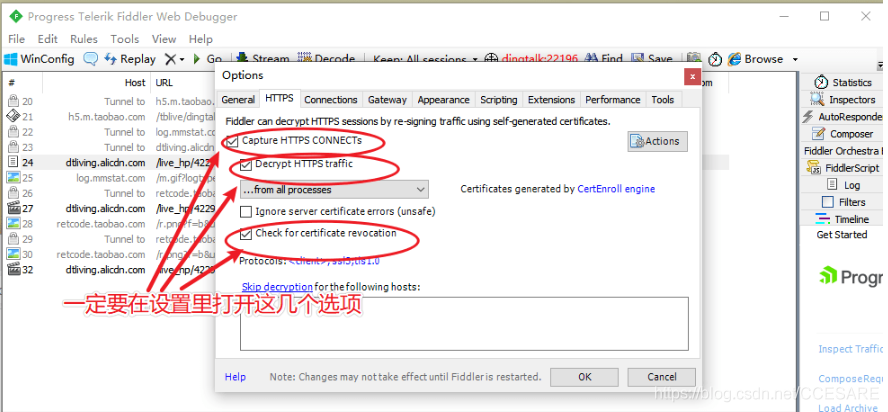 Progress Telerik Fiddler Web Debugger
File Edit Rules Tools View Help
WinConfig Replay Go Stream Decode Keep: All sessions dingtalk:22196 Find Save Browse
# Host URL
20 Tunnel to h5.m.taobao.com
21 h5.m.taobao.com /tblive/dingta
22 Tunnel to log.mmstat.com
23 Tunnel to dtliving.alicdn.com
24 dtliving.alicdn.com /live_hp/4229
25 log.mmstat.com /m.gif?logtyp
26 Tunnel to retcode.taobao.com
27 dtliving.alicdn.com /live_hp/4229
28 retcode.taobao.com /r.png?f=b&u
29 Tunnel to retcode.taobao.com
30 retcode.taobao.com /r.png?f=b&u
32 dtliving.alicdn.com /live_hp/4229
Options
General HTTPS Connections Gateway Appearance Scripting Extensions Performance Tools
Fiddler can decrypt HTTPS sessions by re-signing traffic using self-generated certificates.
Capture HTTPS CONNECTs
Actions
Decrypt HTTPS traffic
...from all processes
Certificates generated by CertEnroll engine
Ignore server certificate errors (unsafe)
Check for certificate revocation
Protocols: <client>;ssl3;tls1.0
一定要在设置里打开这几个选项
Skip decryption for the following hosts:
Help
Note: Changes may not take effect until Fiddler is restarted.
OK
Cancel
Statistics
Inspectors
AutoResponder
Composer
Fiddler Orchestra
FiddlerScript
Log
Filters
Timeline
Get Started
Progr
Inspect Traffic
ComposeRequ
Load Archive
https://blog.csdn.net/CCESARE